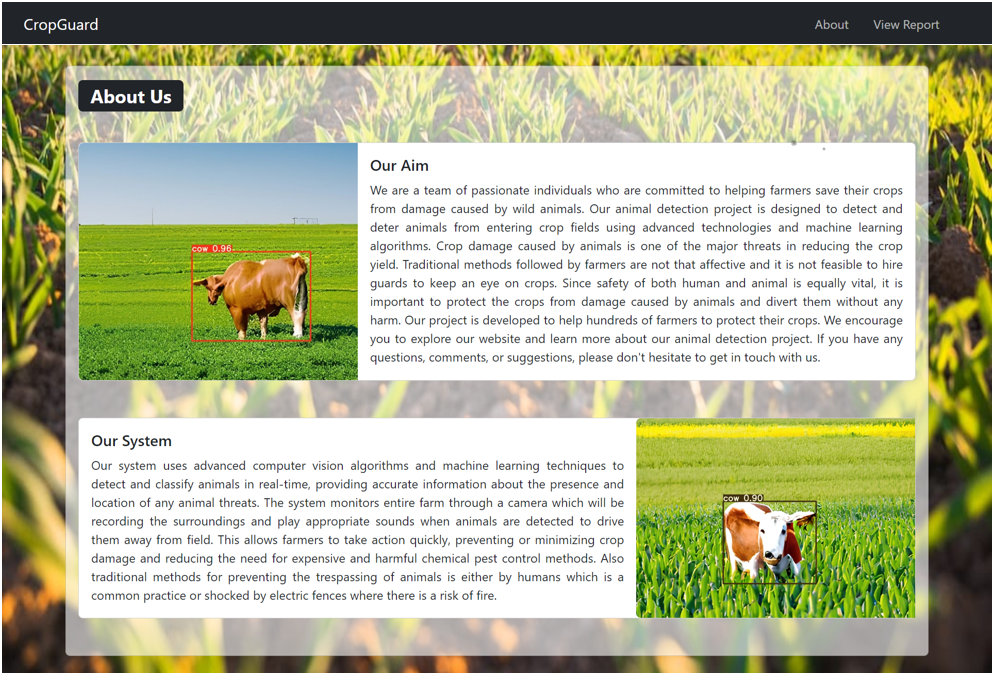 CropGuard
About
View Report
About Us
cow 0.96
Our Aim
We are a team of passionate individuals who are committed to helping farmers save their crops
from damage caused by wild animals. Our animal detection project is designed to detect and
deter animals from entering crop fields using advanced technologies and machine learning
algorithms. Crop damage caused by animals is one of the major threats in reducing the crop
yield. Traditional methods followed by farmers are not that affective and it is not feasible to hire
guards to keep an eye on crops. Since safety of both human and animal is equally vital, it is
important to protect the crops from damage caused by animals and divert them without any
harm. Our project is developed to help hundreds of farmers to protect their crops. We encourage
you to explore our website and learn more about our animal detection project. If you have any
questions, comments, or suggestions, please don't hesitate to get in touch with us.
Our System
Our system uses advanced computer vision algorithms and machine learning techniques to
detect and classify animals in real-time, providing accurate information about the presence and
location of any animal threats. The system monitors entire farm through a camera which will be
recording the surroundings and play appropriate sounds when animals are detected to drive
them away from field. This allows farmers to take action quickly, preventing or minimizing crop
damage and reducing the need for expensive and harmful chemical pest control methods. Also
traditional methods for preventing the trespassing of animals is either by humans which is a
common practice or shocked by electric fences where there is a risk of fire.
cow 0.90